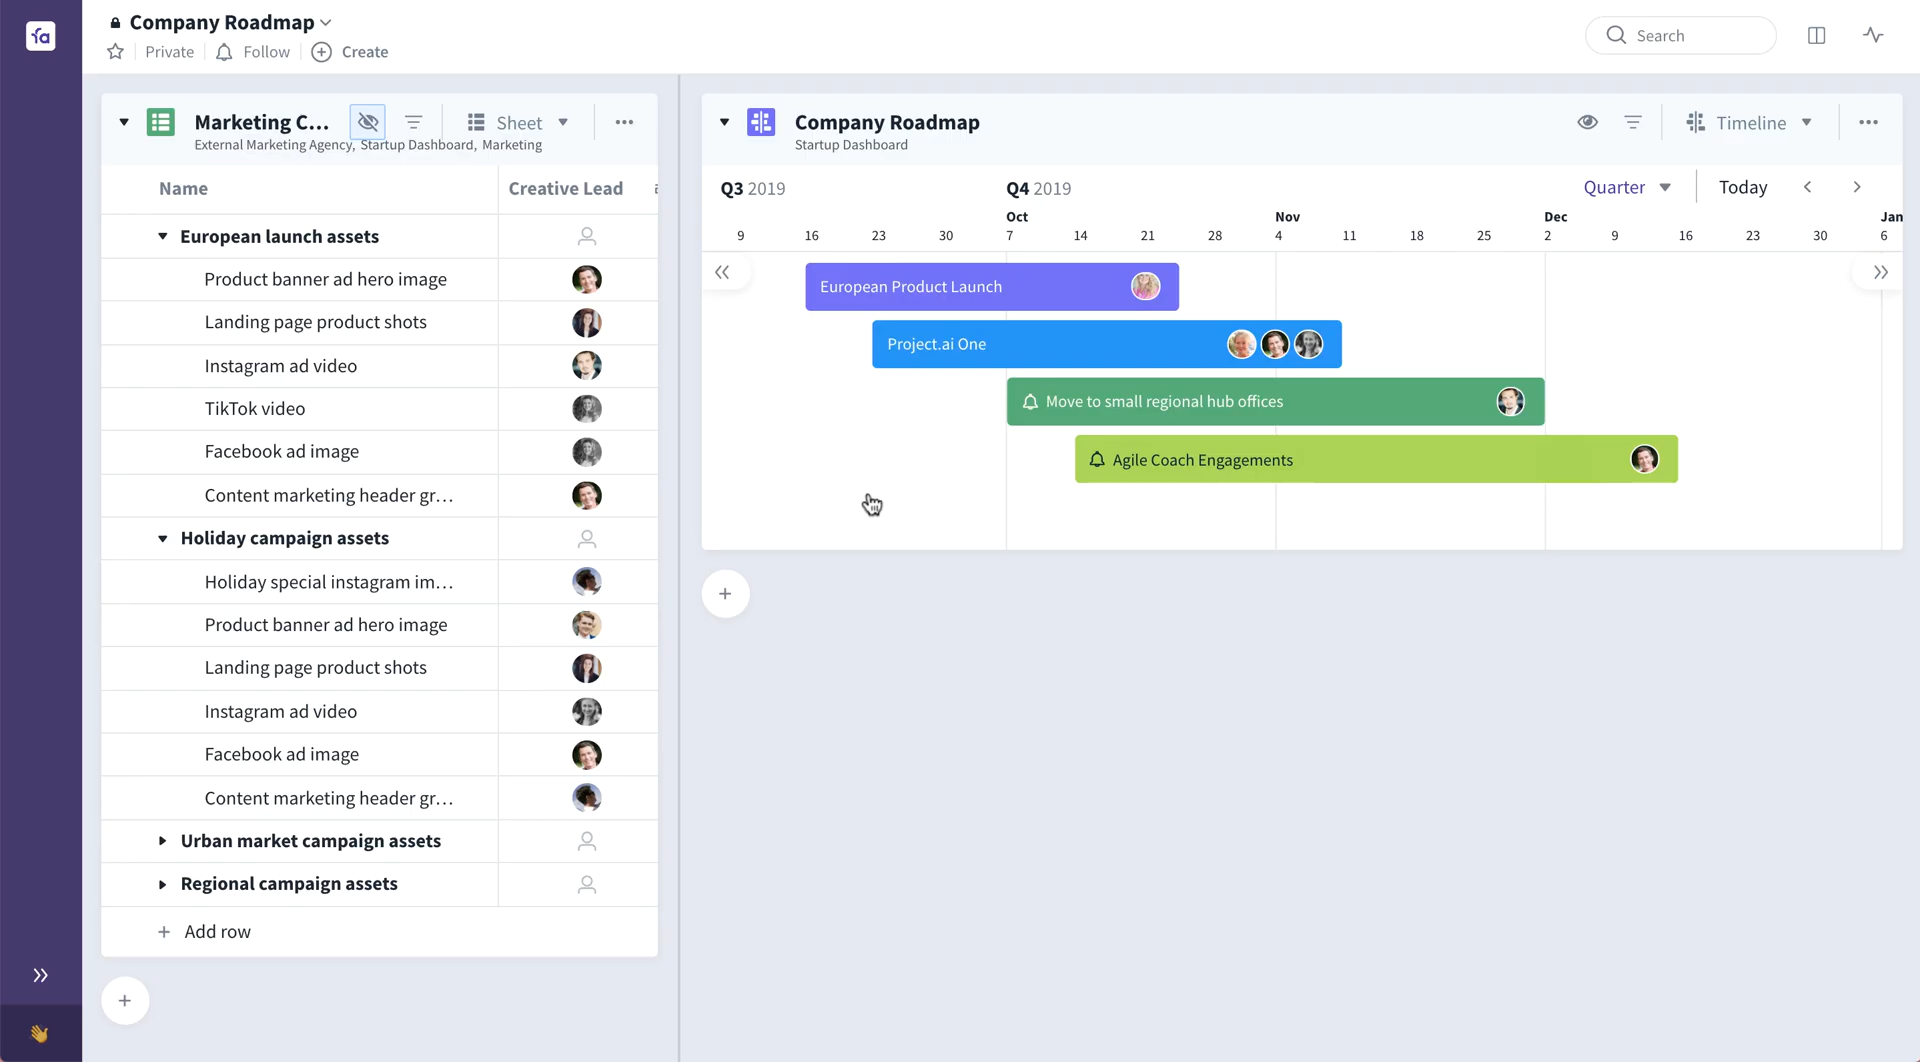 fa
Company Roadmap
Private
Follow
Create
Search
Marketing C...
Sheet
External Marketing Agency, Startup Dashboard, Marketing
Name
Creative Lead
European launch assets
Product banner ad hero image
Landing page product shots
Instagram ad video
TikTok video
Facebook ad image
Content marketing header gr...
Holiday campaign assets
Holiday special instagram im...
Product banner ad hero image
Landing page product shots
Instagram ad video
Facebook ad image
Content marketing header gr...
Urban market campaign assets
Regional campaign assets
+ Add row
Company Roadmap
Startup Dashboard
Timeline
Q3 2019
Q4 2019
Quarter
Today
Oct
Nov
Dec
Jan
9 16 23 30 7 14 21 28 4 11 18 25 2 9 16 23 30 6
European Product Launch
Project.ai One
Move to small regional hub offices
Agile Coach Engagements